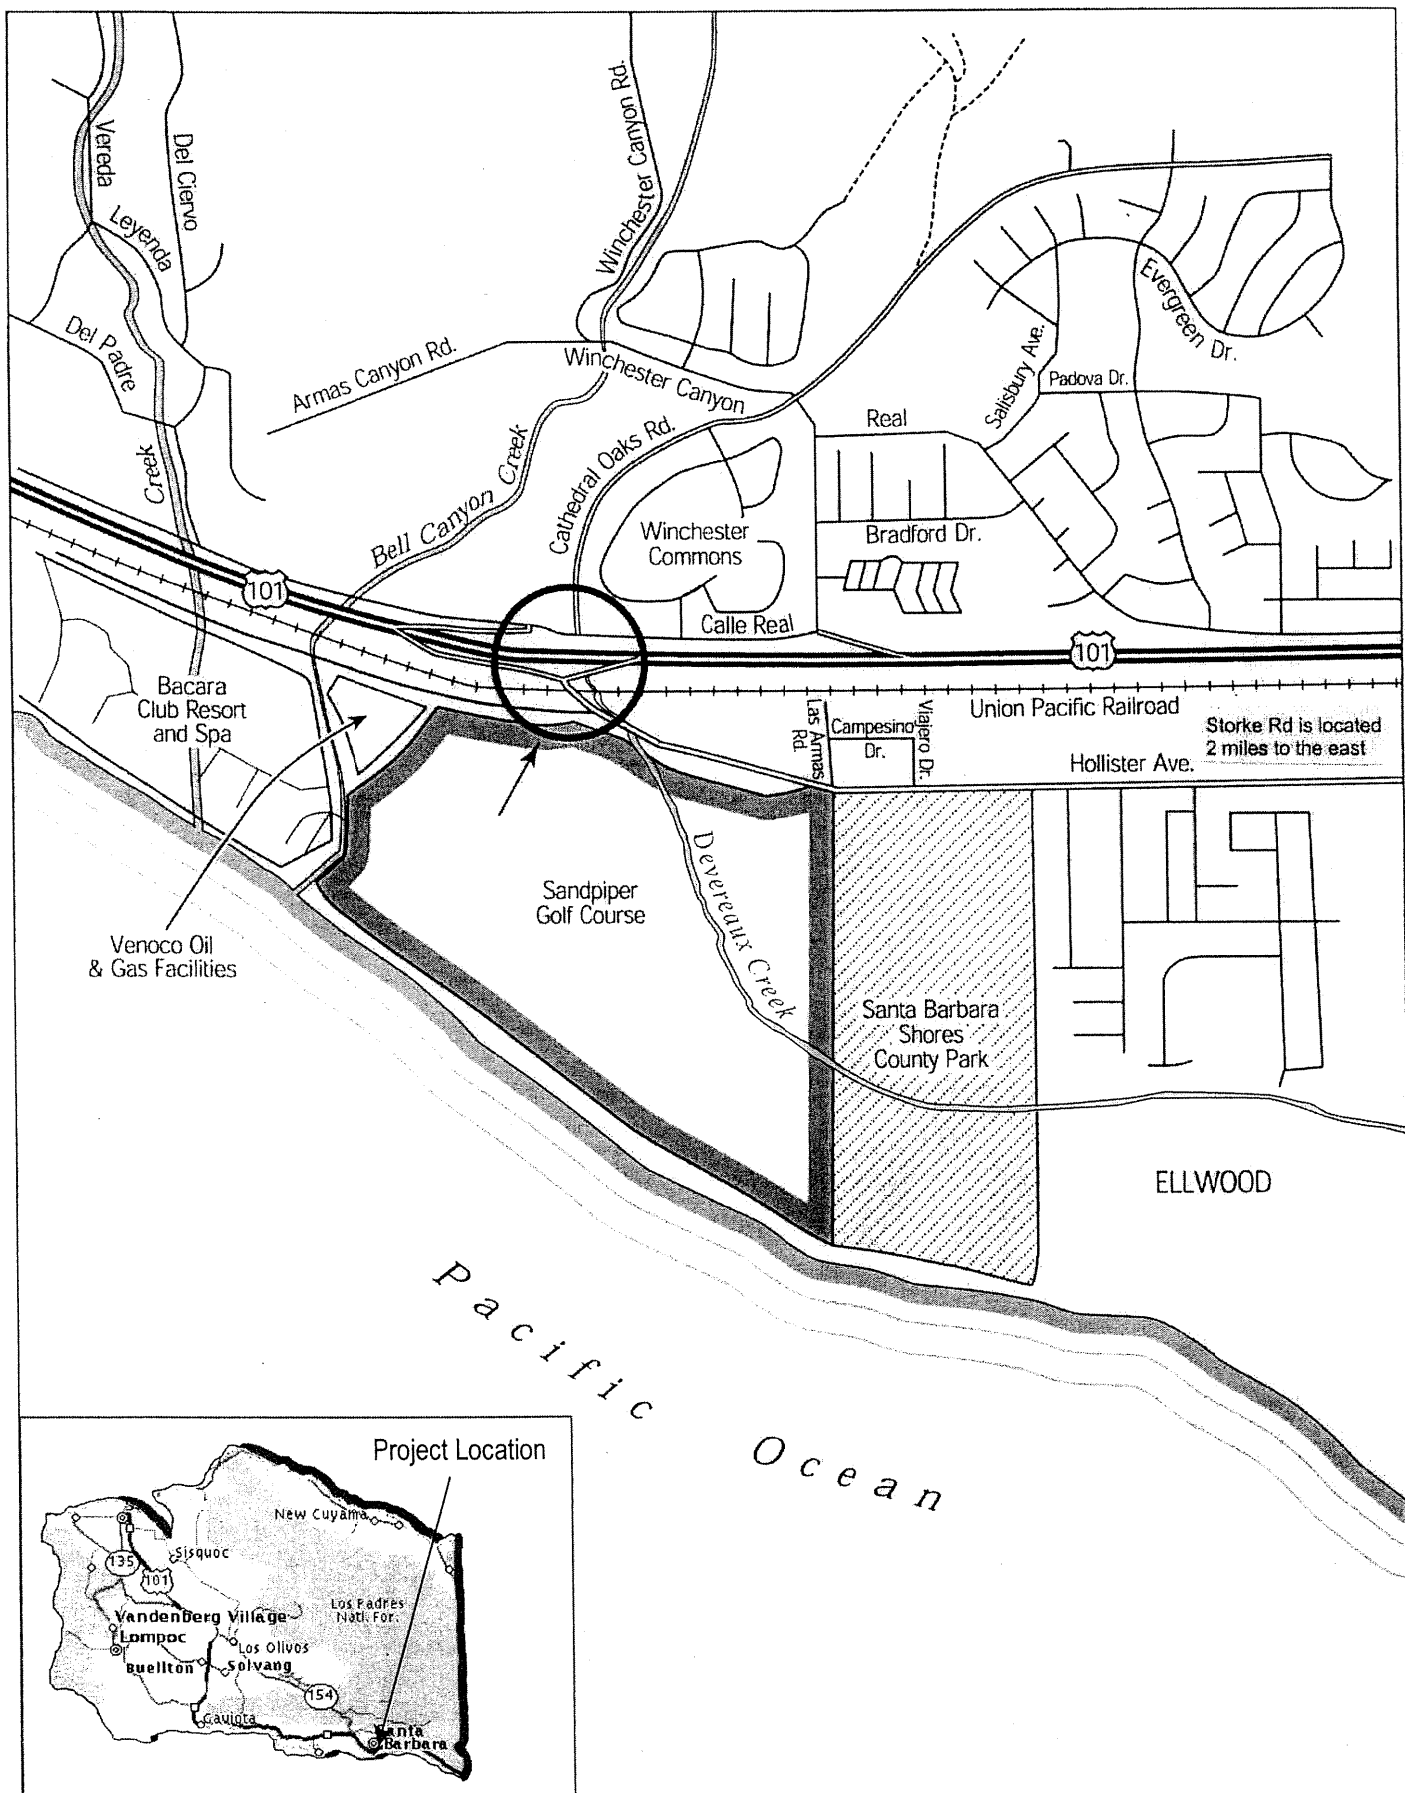 Vereda
Del Ciervo
Leyenda
Del Padre
Creek
Winchester Canyon Rd.
Winchester Canyon Rd.
Armas Canyon Rd.
Winchester Canyon
Bell Canyon Creek
Cathedral Oaks Rd.
Winchester
Commons
Calle Real
Real
Bradford Dr.
Salisbury Ave.
Padova Dr.
Evergreen Dr.
101
101
Bacara
Club Resort
and Spa
Venoco Oil
& Gas Facilities
Sandpiper
Golf Course
Devereaux Creek
Las Armas
Rd.
Campesino
Dr.
Viajero Dr.
Union Pacific Railroad
Storke Rd is located
2 miles to the east
Hollister Ave.
Santa Barbara
Shores
County Park
ELLWOOD
Pacific Ocean
Project Location
New Cuyama
Sisquoc
135
101
Los Padres
Natl. For.
Vandenberg Village
Lompoc
Los Olivos
Buellton
Solvang
154
Gaviota
Santa
Barbara